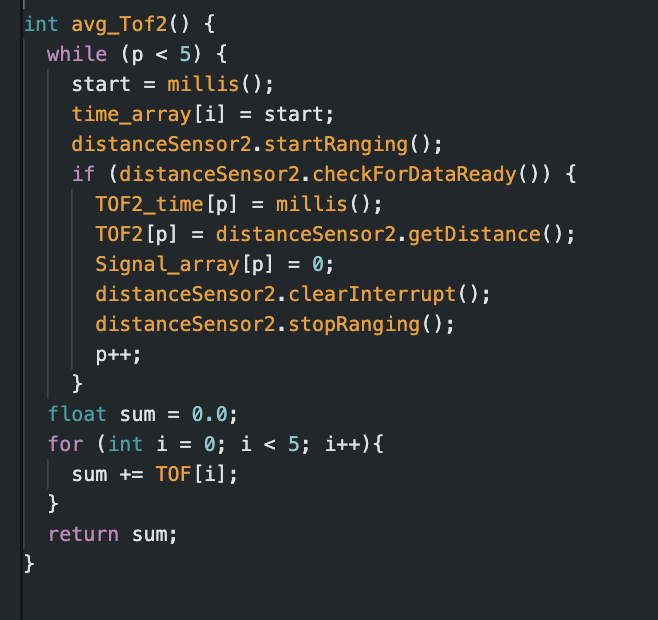 int avg_Tof2() {
  while (p < 5) {
    start = millis();
    time_array[i] = start;
    distanceSensor2.startRanging();
    if (distanceSensor2.checkForDataReady()) {
      TOF2_time[p] = millis();
      TOF2[p] = distanceSensor2.getDistance();
      Signal_array[p] = 0;
      distanceSensor2.clearInterrupt();
      distanceSensor2.stopRanging();
      p++;
    }
  float sum = 0.0;
  for (int i = 0; i < 5; i++){
    sum += TOF[i];
  }
  return sum;
}